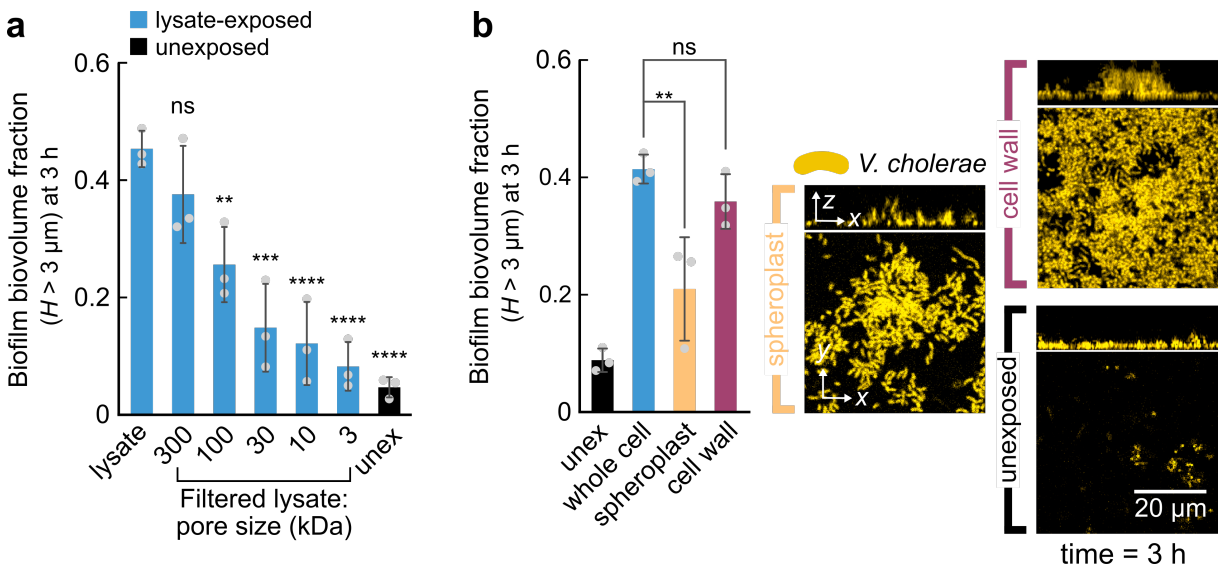 a
lysate-exposed
unexposed
Biofilm biovolume fraction
(H > 3 μm) at 3 h
0.6
0.4
0.2
0
ns
**
***
****
****
****
lysate
300
100
30
10
3
unex
Filtered lysate:
pore size (kDa)
b
Biofilm biovolume fraction
(H > 3 μm) at 3 h
0.6
0.4
0.2
0
ns
**
unex
whole cell
spheroplast
cell wall
V. cholerae
spheroplast
z
x
y
x
cell wall
unexposed
20 μm
time = 3 h